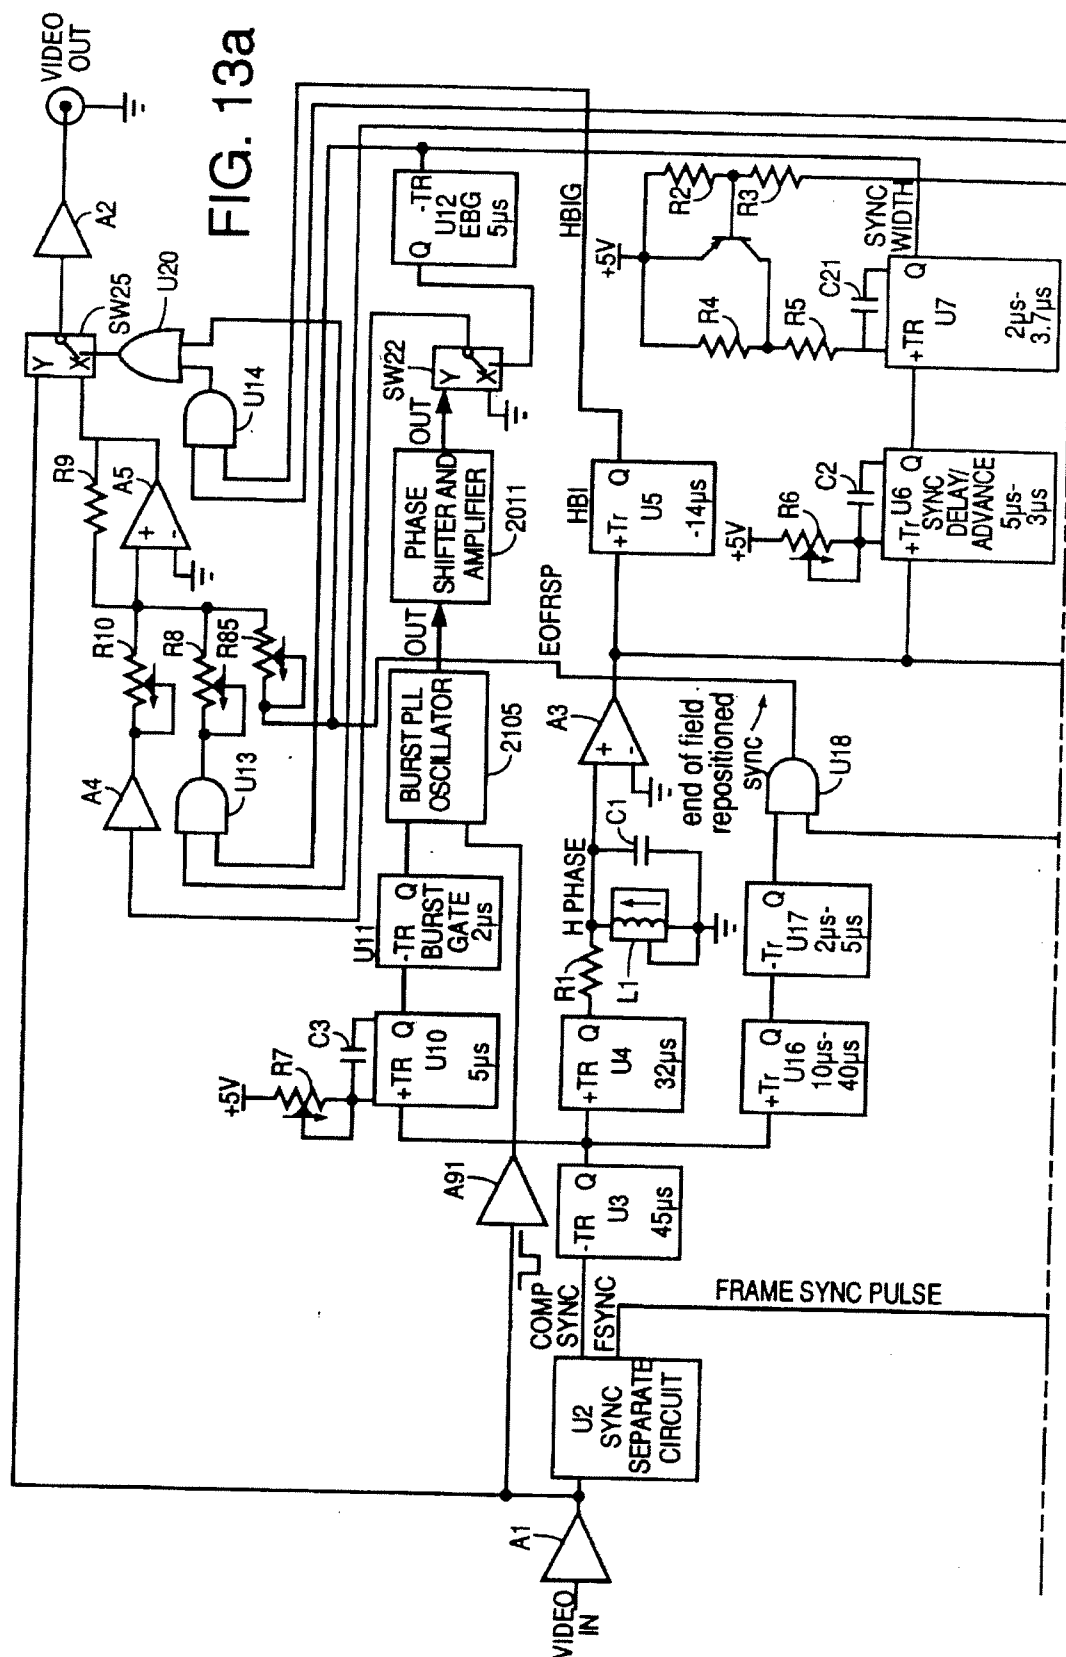 FIG. 13a
VIDEO
OUT
A2
SW25
Y
X
U20
U14
R9
A5
+
-
R10
R8
R85
A4
U13
-TR
Q
U12
EBG
5µs
SW22
Y
X
OUT
PHASE
SHIFTER AND
AMPLIFIER
2011
OUT
BURST PLL
OSCILLATOR
2105
U11
-TR Q
BURST
GATE
2µs
+5V
R7
C3
+TR Q
U10
5µs
A91
HBIG
HBI
+Tr Q
U5
-14µs
EOFRSP
A3
+
-
H PHASE
C1
L1
R1
+TR Q
U4
32µs
-TR Q
U3
45µs
COMP
SYNC
FSYNC
U2
SYNC
SEPARATE
CIRCUIT
A1
VIDEO
IN
FRAME SYNC PULSE
+5V
R2
R3
R4
R5
C21
SYNC
WIDTH
+TR Q
U7
2µs-
3.7µs
+5V
R6
C2
+Tr U6 Q
SYNC
DELAY/
ADVANCE
5µs-
3µs
end of field
repositioned
sync
U18
-Tr Q
U17
2µs-
5µs
+Tr Q
U16
10µs-
40µs